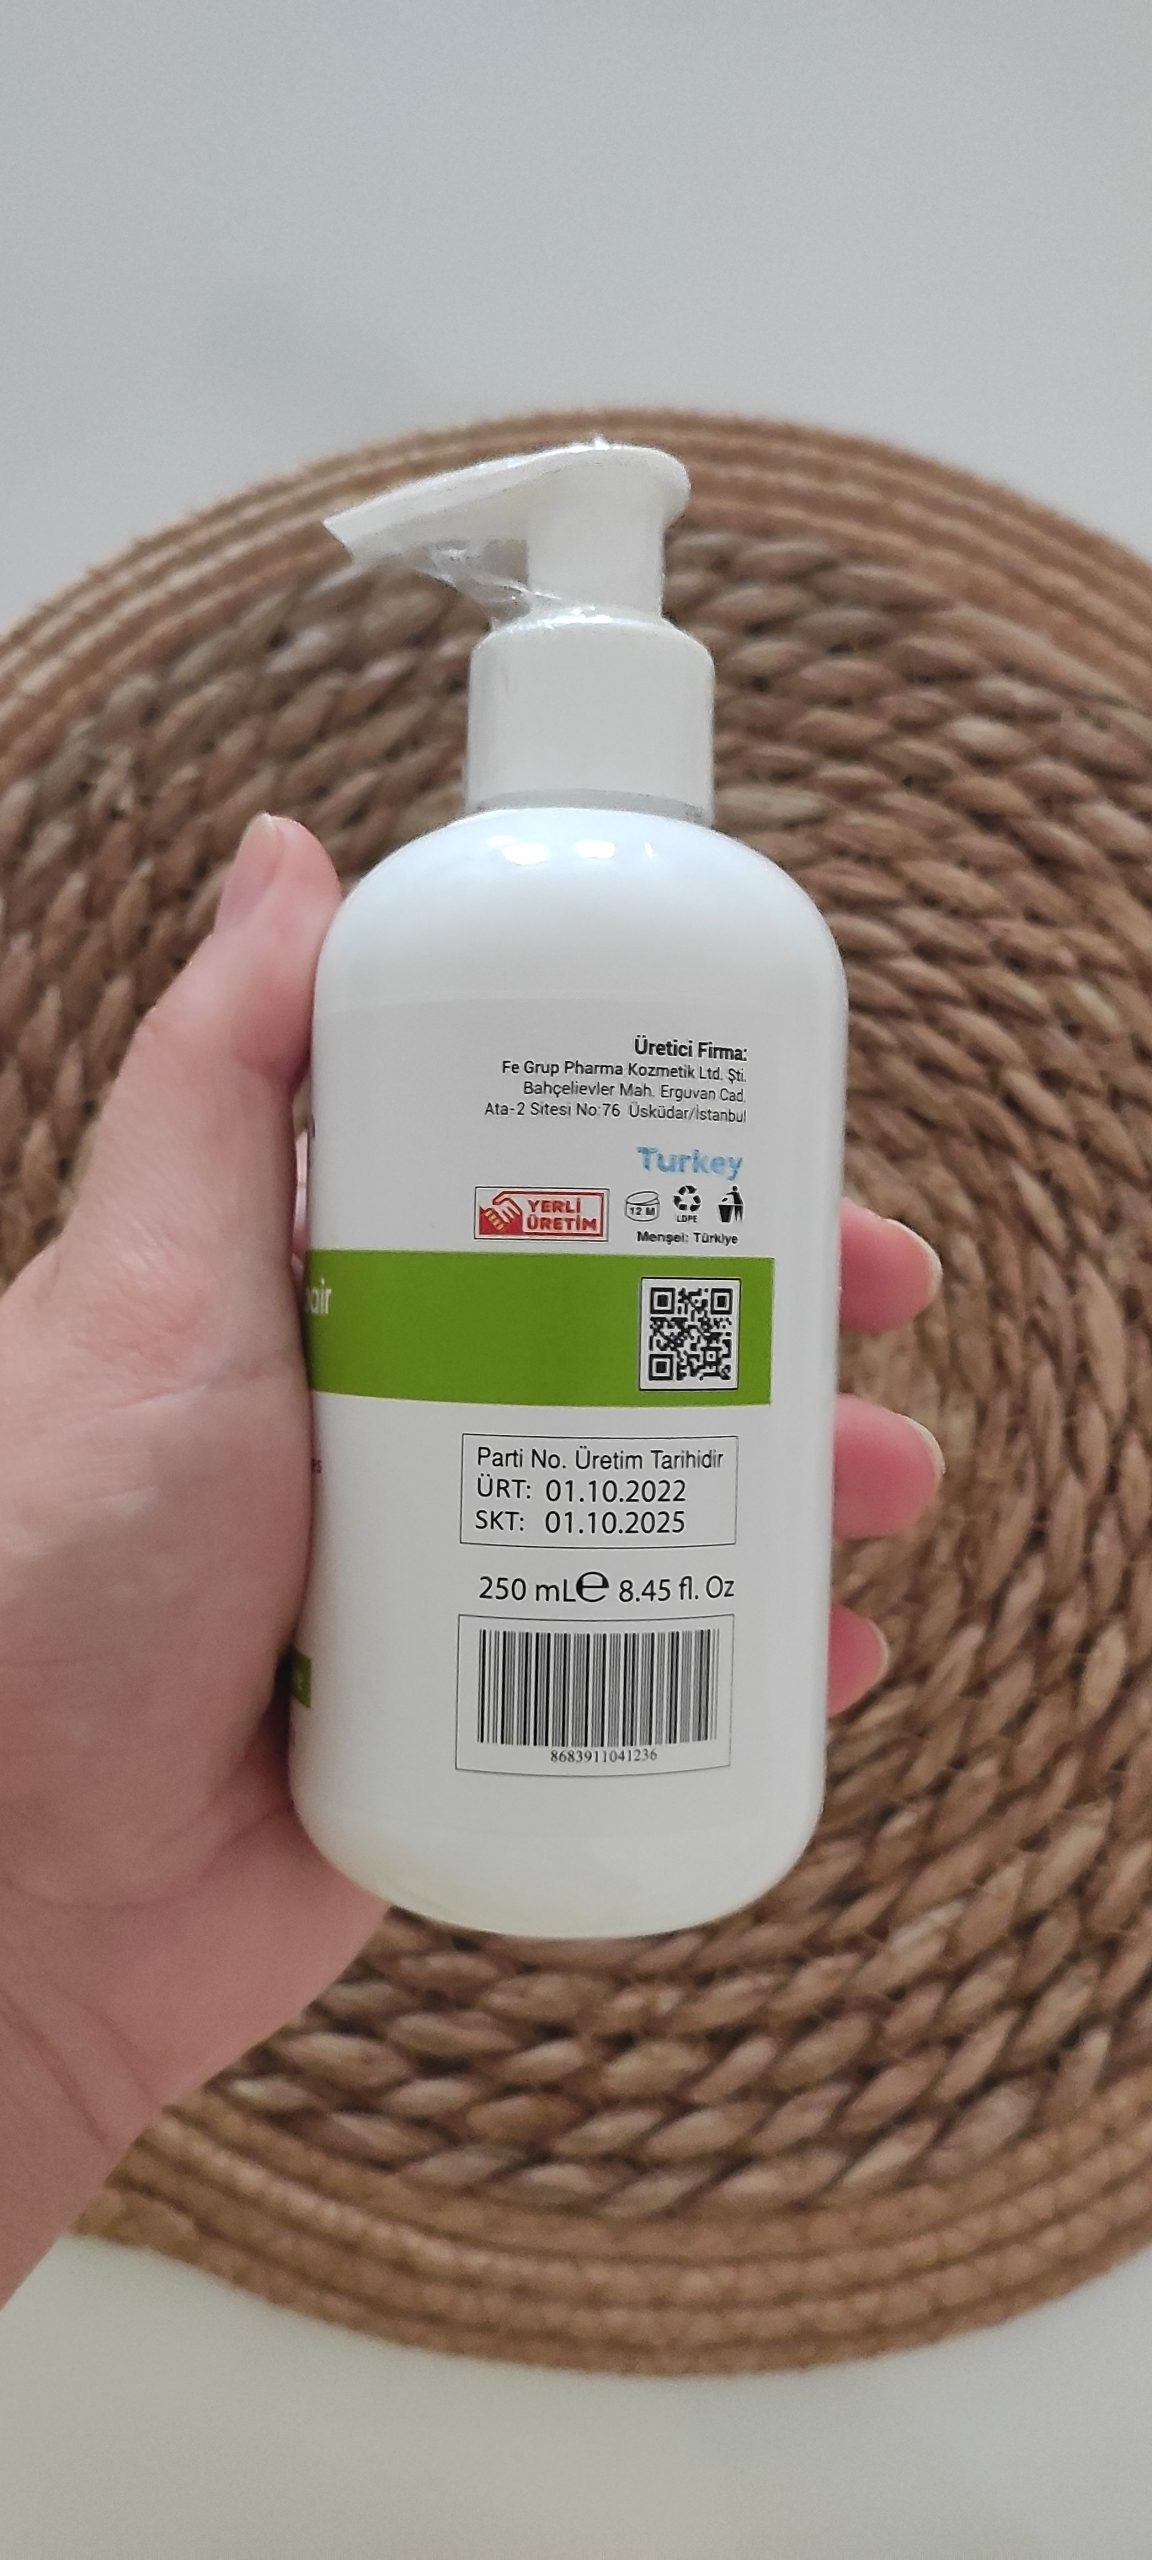 Üretici Firma:
Fe Grup Pharma Kozmetik Ltd. Şti.
Bahçelievler Mah. Erguvan Cad.
Ata-2 Sitesi No:76 Üsküdar/İstanbul
Turkey
YERLİ
ÜRETİM
12 M
LDPE
Menşei: Türkiye
Parti No. Üretim Tarihidir
ÜRT: 01.10.2022
SKT: 01.10.2025
250 mL℮ 8.45 fl. Oz
8683911041236